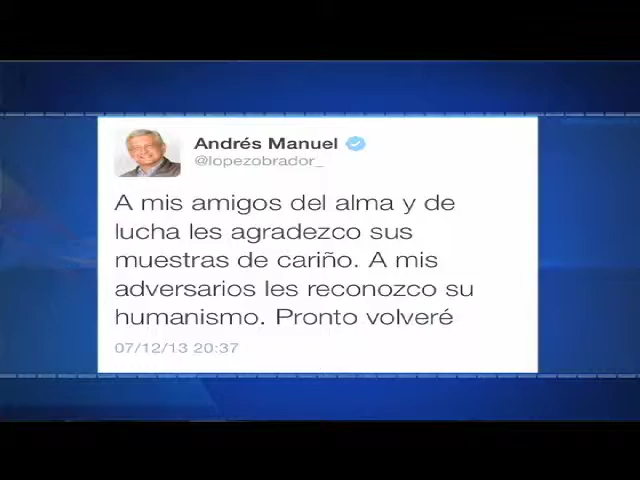 Andrés Manuel
@lopezobrador_
A mis amigos del alma y de
lucha les agradezco sus
muestras de cariño. A mis
adversarios les reconozco su
humanismo. Pronto volveré
07/12/13 20:37